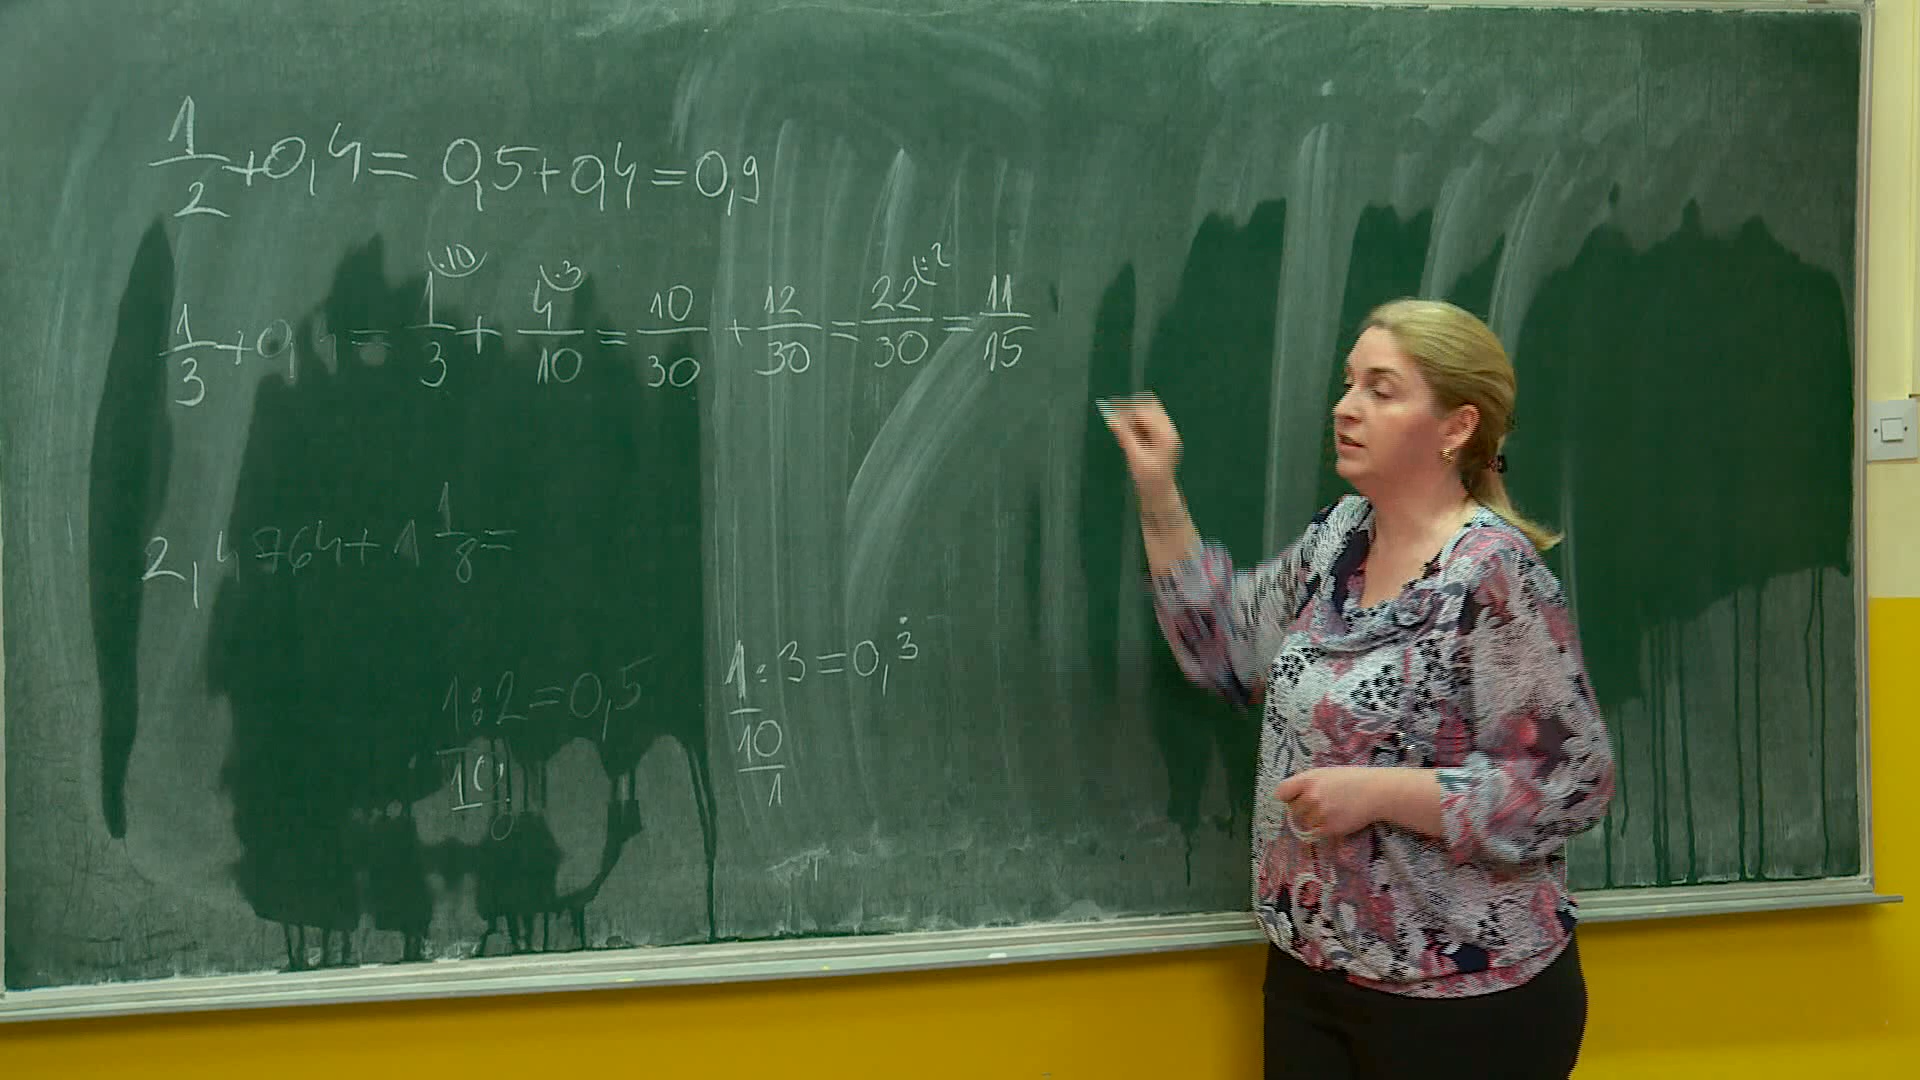 1/2 + 0,4 = 0,5 + 0,4 = 0,9
1/3 + 0,4 = 1/3 (·10 + 4/10 (·3 = 10/30 + 12/30 = 22/30 (:2 = 11/15
2,4764 + 1 1/8 =
1 : 2 = 0,5
10
0
1 : 3 = 0,3̇
10
1